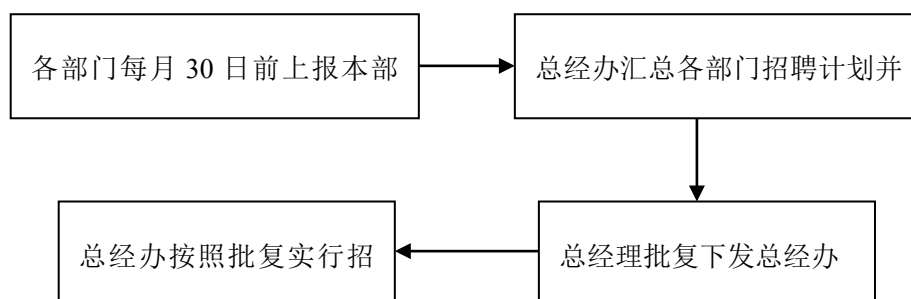 各部门每月 30 日前上报本部
总经办汇总各部门招聘计划并
总经理批复下发总经办
总经办按照批复实行招